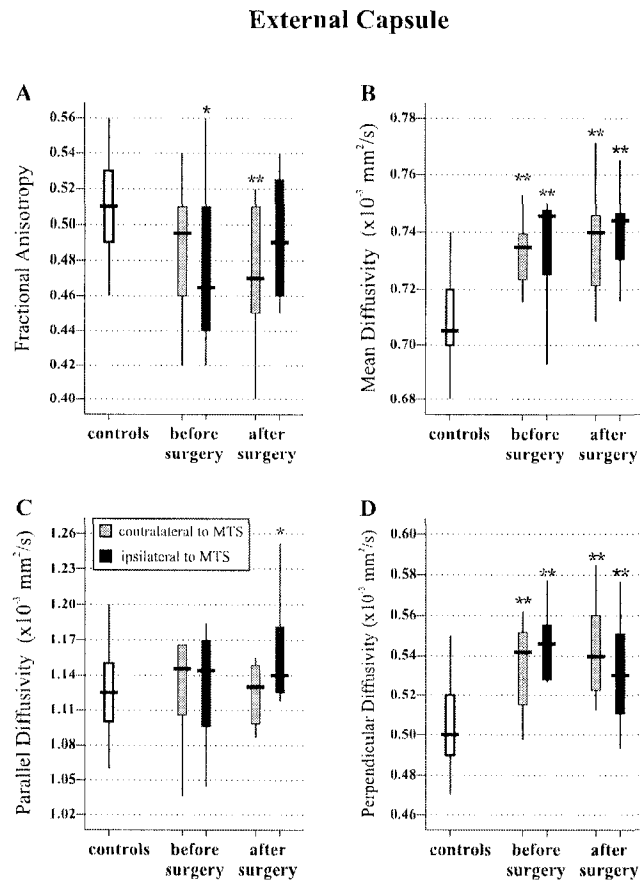 External Capsule
A
Fractional Anisotropy
0.56
0.54
0.52
0.50
0.48
0.46
0.44
0.42
0.40
*
**
controls
before surgery
after surgery
B
Mean Diffusivity (x10⁻³ mm²/s)
0.78
0.76
0.74
0.72
0.70
0.68
**
**
**
**
controls
before surgery
after surgery
C
Parallel Diffusivity (x10⁻³ mm²/s)
1.26
1.23
1.20
1.17
1.14
1.11
1.08
1.05
1.02
contralateral to MTS
ipsilateral to MTS
*
controls
before surgery
after surgery
D
Perpendicular Diffusivity (x10⁻³ mm²/s)
0.60
0.58
0.56
0.54
0.52
0.50
0.48
0.46
**
**
**
**
controls
before surgery
after surgery